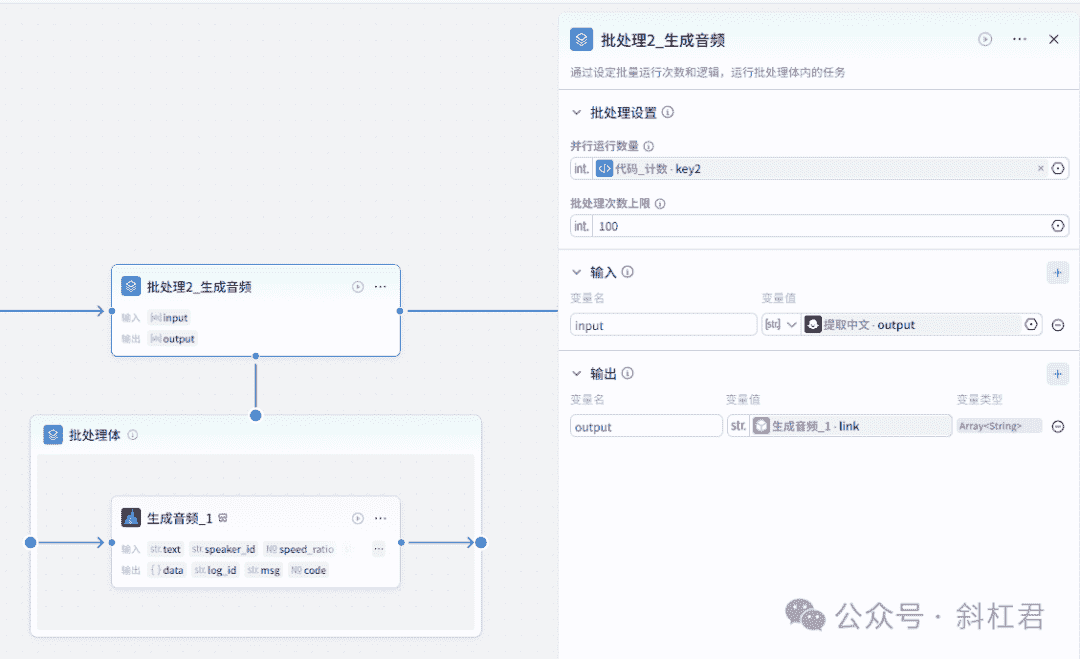 批处理2_生成音频
输入 [str] input
输出 [str] output
批处理体
生成音频_1
输入 str. text str. speaker_id speed_ratio ...
输出 { } data str. log_id str. msg code
批处理2_生成音频
通过设定批量运行次数和逻辑，运行批处理体内的任务
批处理设置
并行运行数量
int. 代码_计数 · key2
批处理次数上限
int. 100
输入
变量名 变量值
input [str] 提取中文 · output
输出
变量名 变量值 变量类型
output str. 生成音频_1 · link Array<String>
公众号 · 斜杠君